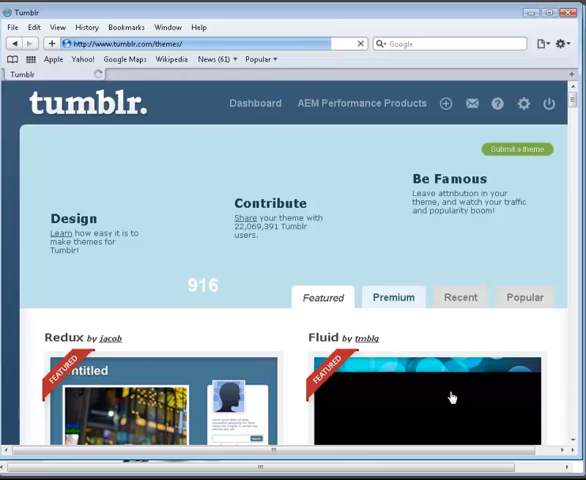 Tumblr
File Edit View History Bookmarks Window Help
http://www.tumblr.com/themes/
Google
Apple Yahoo! Google Maps Wikipedia News (61) Popular
Tumblr
tumblr.
Dashboard AEM Performance Products
Submit a theme
Design
Learn how easy it is to
make themes for
Tumblr!
Contribute
Share your theme with
22,069,391 Tumblr
users.
Be Famous
Leave attribution in your
theme, and watch your traffic
and popularity boom!
916
Featured Premium Recent Popular
Redux by jacob
FEATURED
Untitled
Fluid by tmblq
FEATURED